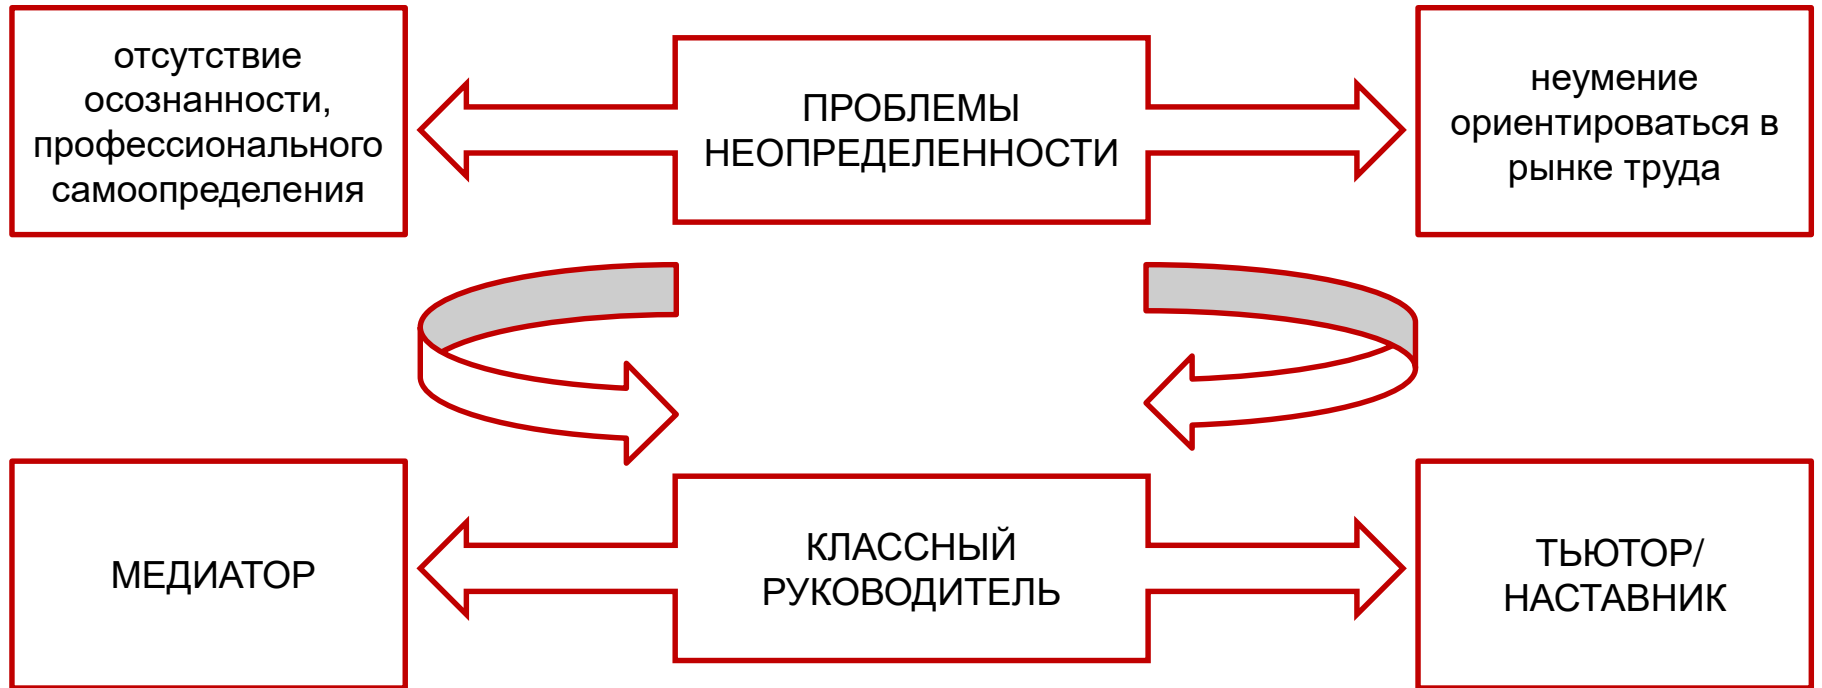 отсутствие
осознанности,
профессионального
самоопределения
ПРОБЛЕМЫ
НЕОПРЕДЕЛЕННОСТИ
неумение
ориентироваться в
рынке труда
МЕДИАТОР
КЛАССНЫЙ
РУКОВОДИТЕЛЬ
ТЬЮТОР/
НАСТАВНИК